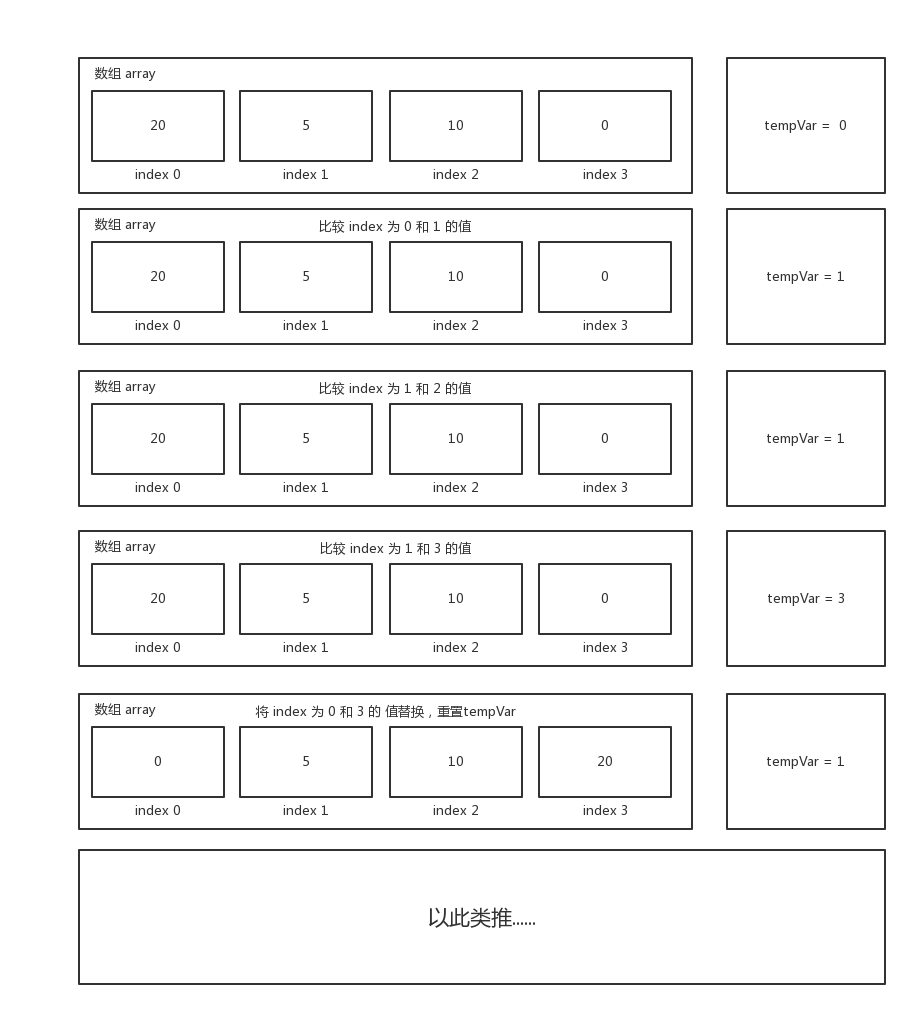 数组 array
20 5 10 0 tempVar = 0
index 0 index 1 index 2 index 3
数组 array 比较 index 为 0 和 1 的值
20 5 10 0 tempVar = 1
index 0 index 1 index 2 index 3
数组 array 比较 index 为 1 和 2 的值
20 5 10 0 tempVar = 1
index 0 index 1 index 2 index 3
数组 array 比较 index 为 1 和 3 的值
20 5 10 0 tempVar = 3
index 0 index 1 index 2 index 3
数组 array 将 index 为 0 和 3 的 值替换，重置tempVar
0 5 10 20 tempVar = 1
index 0 index 1 index 2 index 3
以此类推......